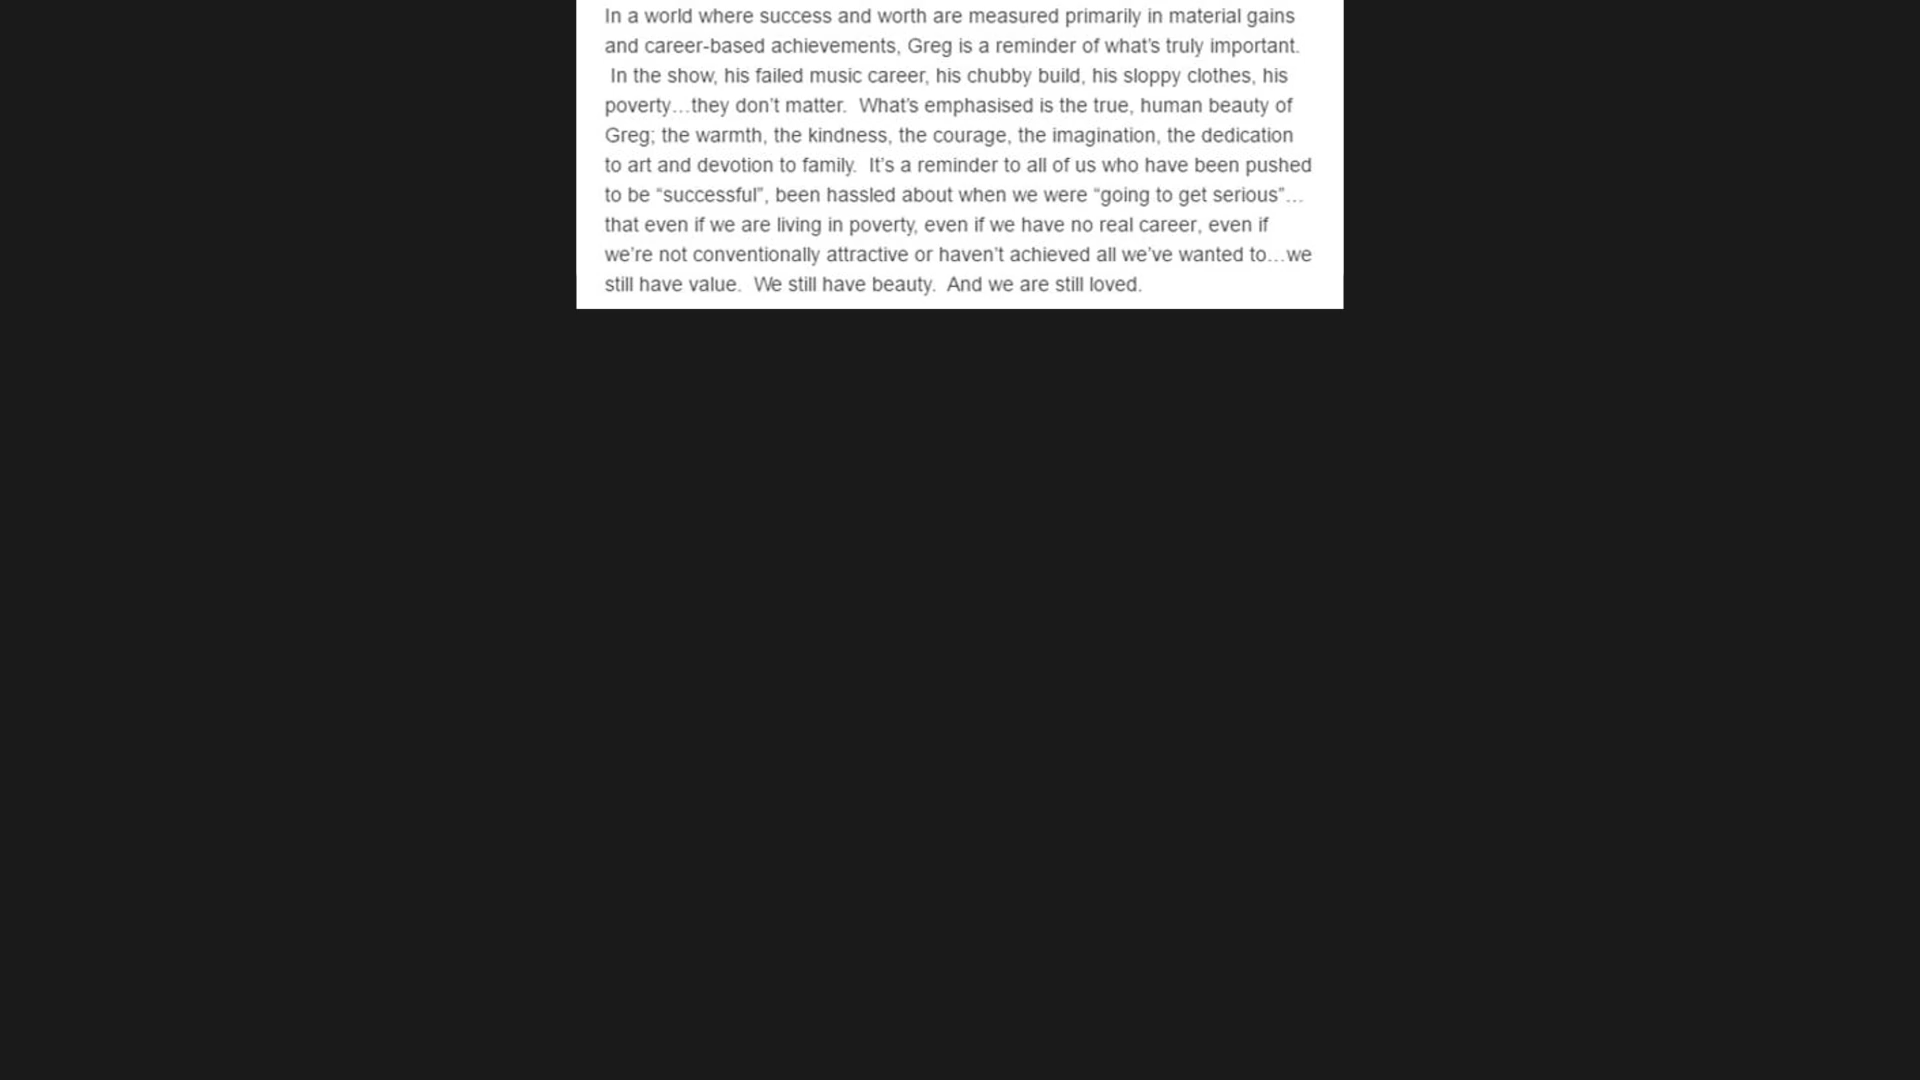 In a world where success and worth are measured primarily in material gains
and career-based achievements, Greg is a reminder of what’s truly important.
In the show, his failed music career, his chubby build, his sloppy clothes, his
poverty…they don’t matter.  What’s emphasised is the true, human beauty of
Greg; the warmth, the kindness, the courage, the imagination, the dedication
to art and devotion to family.  It’s a reminder to all of us who have been pushed
to be “successful”, been hassled about when we were “going to get serious”…
that even if we are living in poverty, even if we have no real career, even if
we’re not conventionally attractive or haven’t achieved all we’ve wanted to…we
still have value.  We still have beauty.  And we are still loved.